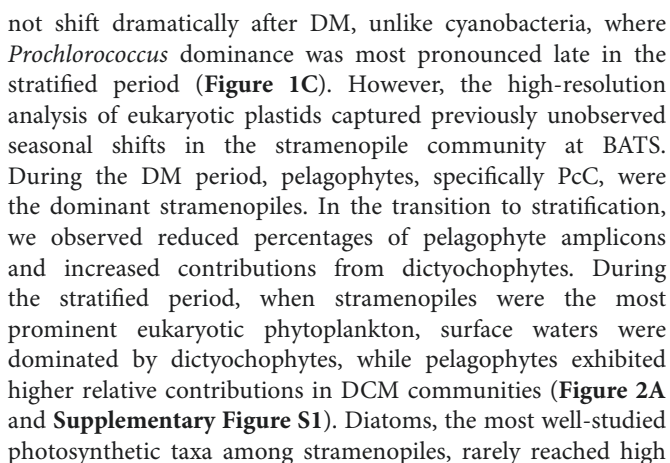 not shift dramatically after DM, unlike cyanobacteria, where
Prochlorococcus dominance was most pronounced late in the
stratified period (Figure 1C). However, the high-resolution
analysis of eukaryotic plastids captured previously unobserved
seasonal shifts in the stramenopile community at BATS.
During the DM period, pelagophytes, specifically PcC, were
the dominant stramenopiles. In the transition to stratification,
we observed reduced percentages of pelagophyte amplicons
and increased contributions from dictyochophytes. During
the stratified period, when stramenopiles were the most
prominent eukaryotic phytoplankton, surface waters were
dominated by dictyochophytes, while pelagophytes exhibited
higher relative contributions in DCM communities (Figure 2A
and Supplementary Figure S1). Diatoms, the most well-studied
photosynthetic taxa among stramenopiles, rarely reached high